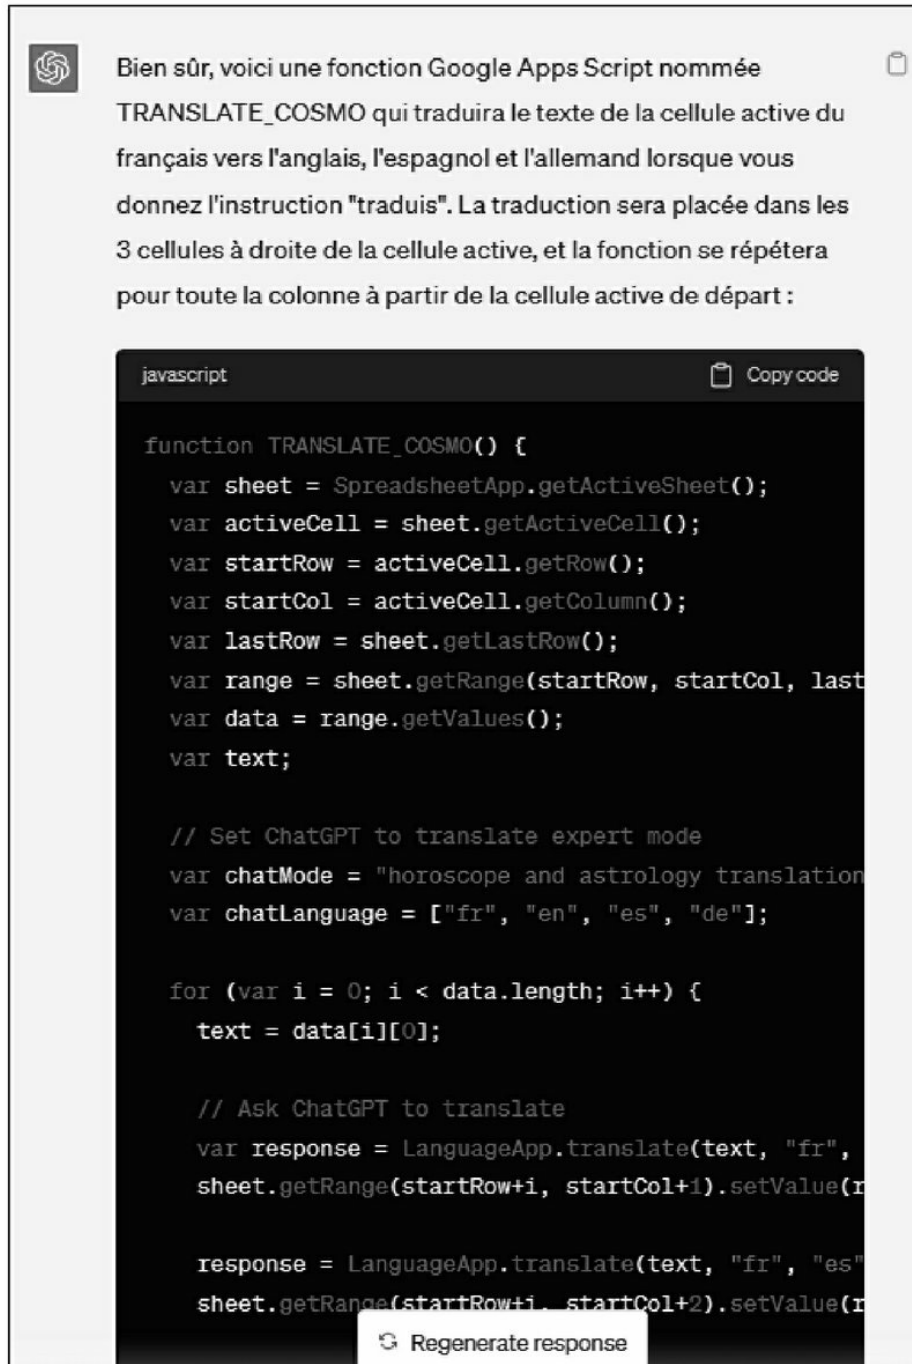 Bien sûr, voici une fonction Google Apps Script nommée
TRANSLATE_COSMO qui traduira le texte de la cellule active du
français vers l'anglais, l'espagnol et l'allemand lorsque vous
donnez l'instruction "traduis". La traduction sera placée dans les
3 cellules à droite de la cellule active, et la fonction se répétera
pour toute la colonne à partir de la cellule active de départ :
javascript Copy code
function TRANSLATE_COSMO() {
var sheet = SpreadsheetApp.getActiveSheet();
var activeCell = sheet.getActiveCell();
var startRow = activeCell.getRow();
var startCol = activeCell.getColumn();
var lastRow = sheet.getLastRow();
var range = sheet.getRange(startRow, startCol, last
var data = range.getValues();
var text;
// Set ChatGPT to translate expert mode
var chatMode = "horoscope and astrology translation
var chatLanguage = ["fr", "en", "es", "de"];
for (var i = 0; i < data.length; i++) {
text = data[i][0];
// Ask ChatGPT to translate
var response = LanguageApp.translate(text, "fr",
sheet.getRange(startRow+i, startCol+1).setValue(r
response = LanguageApp.translate(text, "fr", "es"
sheet.getRange(startRow+i, startCol+2).setValue(r
Regenerate response